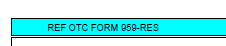 REF OTC FORM 959-RES